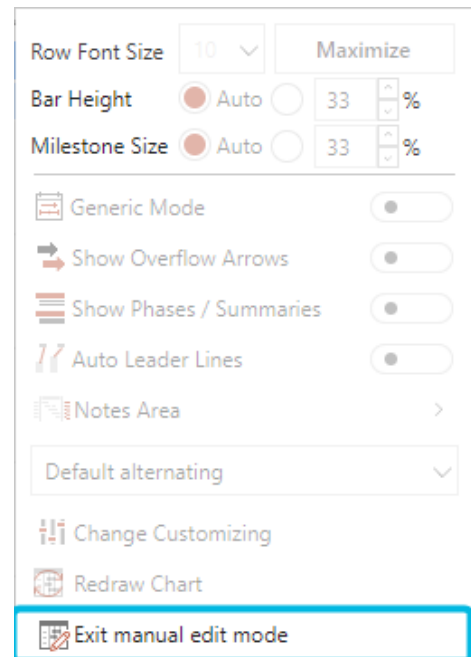 Row Font Size 10 Maximize
Bar Height Auto 33 %
Milestone Size Auto 33 %
Generic Mode
Show Overflow Arrows
Show Phases / Summaries
Auto Leader Lines
Notes Area
Default alternating
Change Customizing
Redraw Chart
Exit manual edit mode